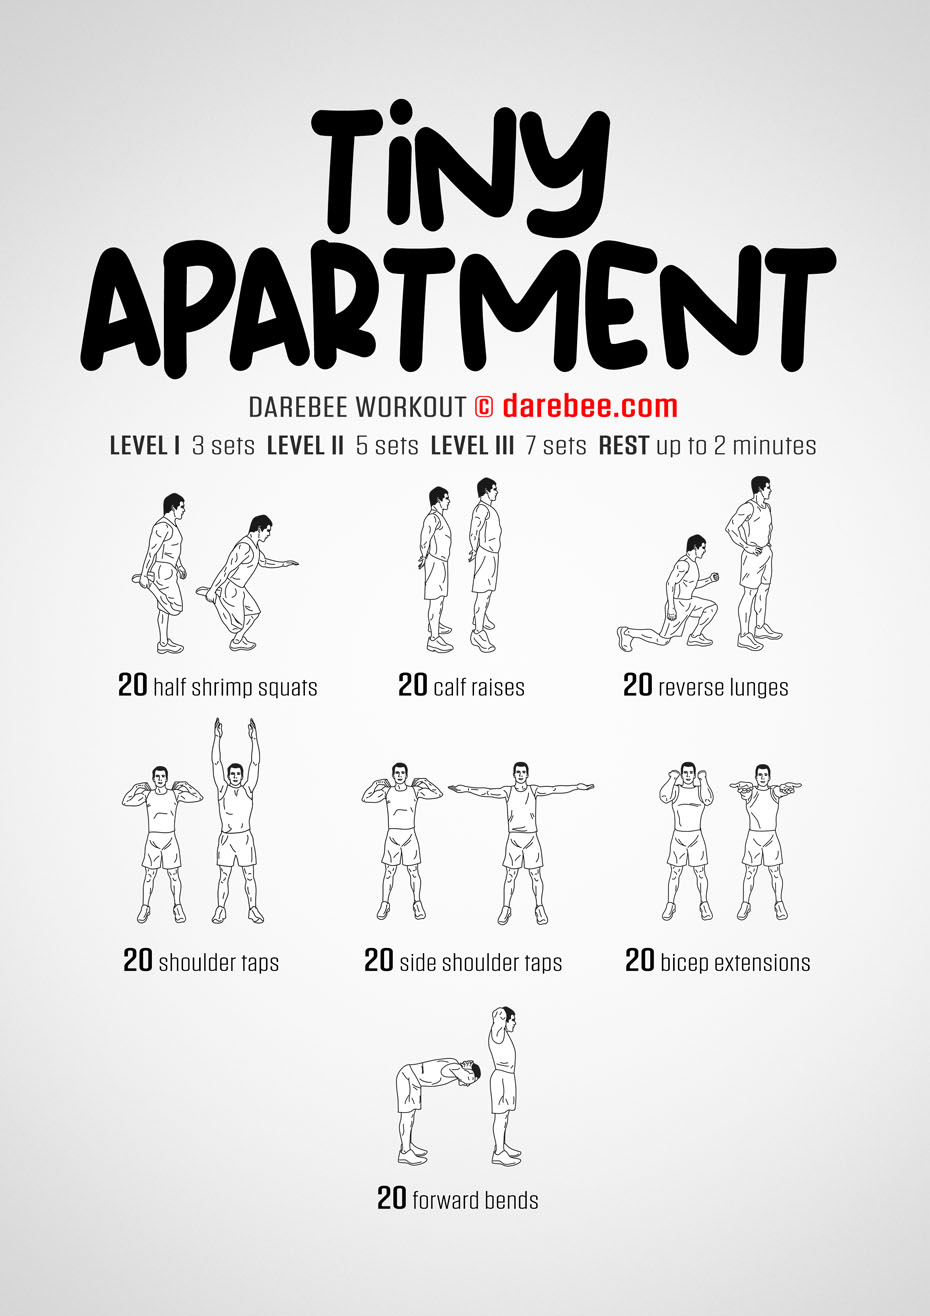 TiNY
APARTMENT
DAREBEE WORKOUT © darebee.com
LEVEL I 3 sets LEVEL II 5 sets LEVEL III 7 sets REST up to 2 minutes
20 half shrimp squats
20 calf raises
20 reverse lunges
20 shoulder taps
20 side shoulder taps
20 bicep extensions
20 forward bends